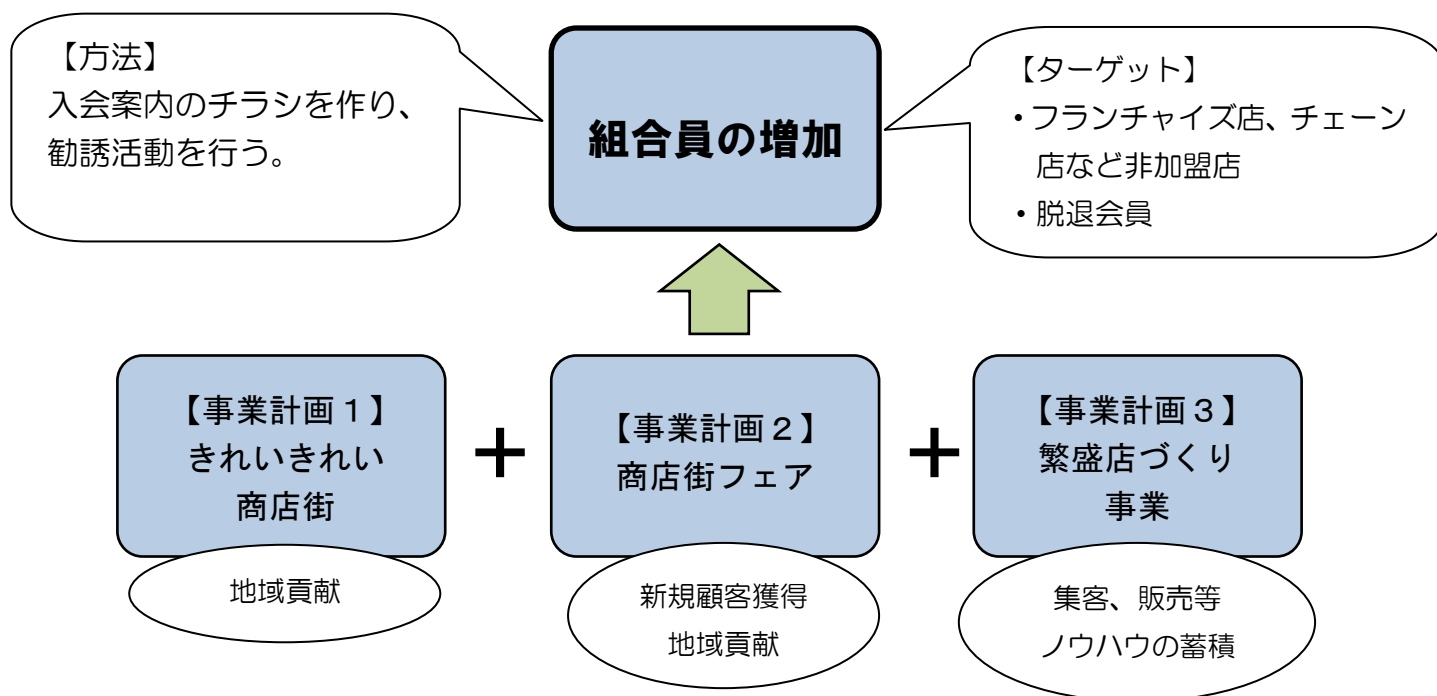 【方法】
入会案内のチラシを作り、
勧誘活動を行う。
組合員の増加
【ターゲット】
・フランチャイズ店、チェーン
店など非加盟店
・脱退会員
【事業計画１】
きれいきれい
商店街
＋
【事業計画２】
商店街フェア
＋
【事業計画３】
繁盛店づくり
事業
地域貢献
新規顧客獲得
地域貢献
集客、販売等
ノウハウの蓄積